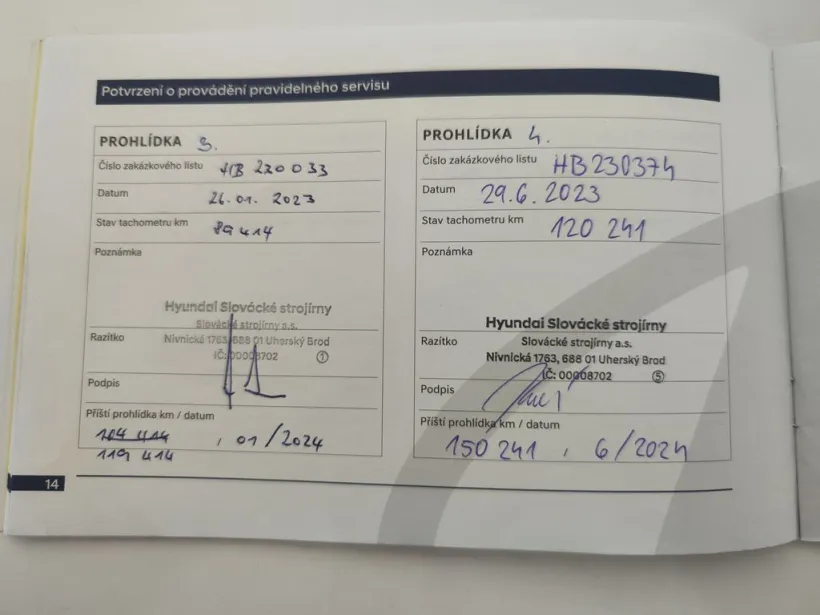 Potvrzení o provádění pravidelného servisu
PROHLÍDKA 3.
Číslo zakázkového listu HB 220033
Datum 26.01. 2023
Stav tachometru km 89 414
Poznámka
Hyundai Slovácké strojírny
Slovácké strojírny a.s.
Razítko Nivnická 1763, 688 01 Uherský Brod
IČ: 00008702 1
Podpis
Příští prohlídka km / datum
104 414 , 01/2024
119 414
PROHLÍDKA 4.
Číslo zakázkového listu HB230374
Datum 29.6.2023
Stav tachometru km 120 241
Poznámka
Hyundai Slovácké strojírny
Razítko Slovácké strojírny a.s.
Nivnická 1763, 688 01 Uherský Brod
IČ: 00008702 5
Podpis
Příští prohlídka km / datum
150 241 , 6/2024
14